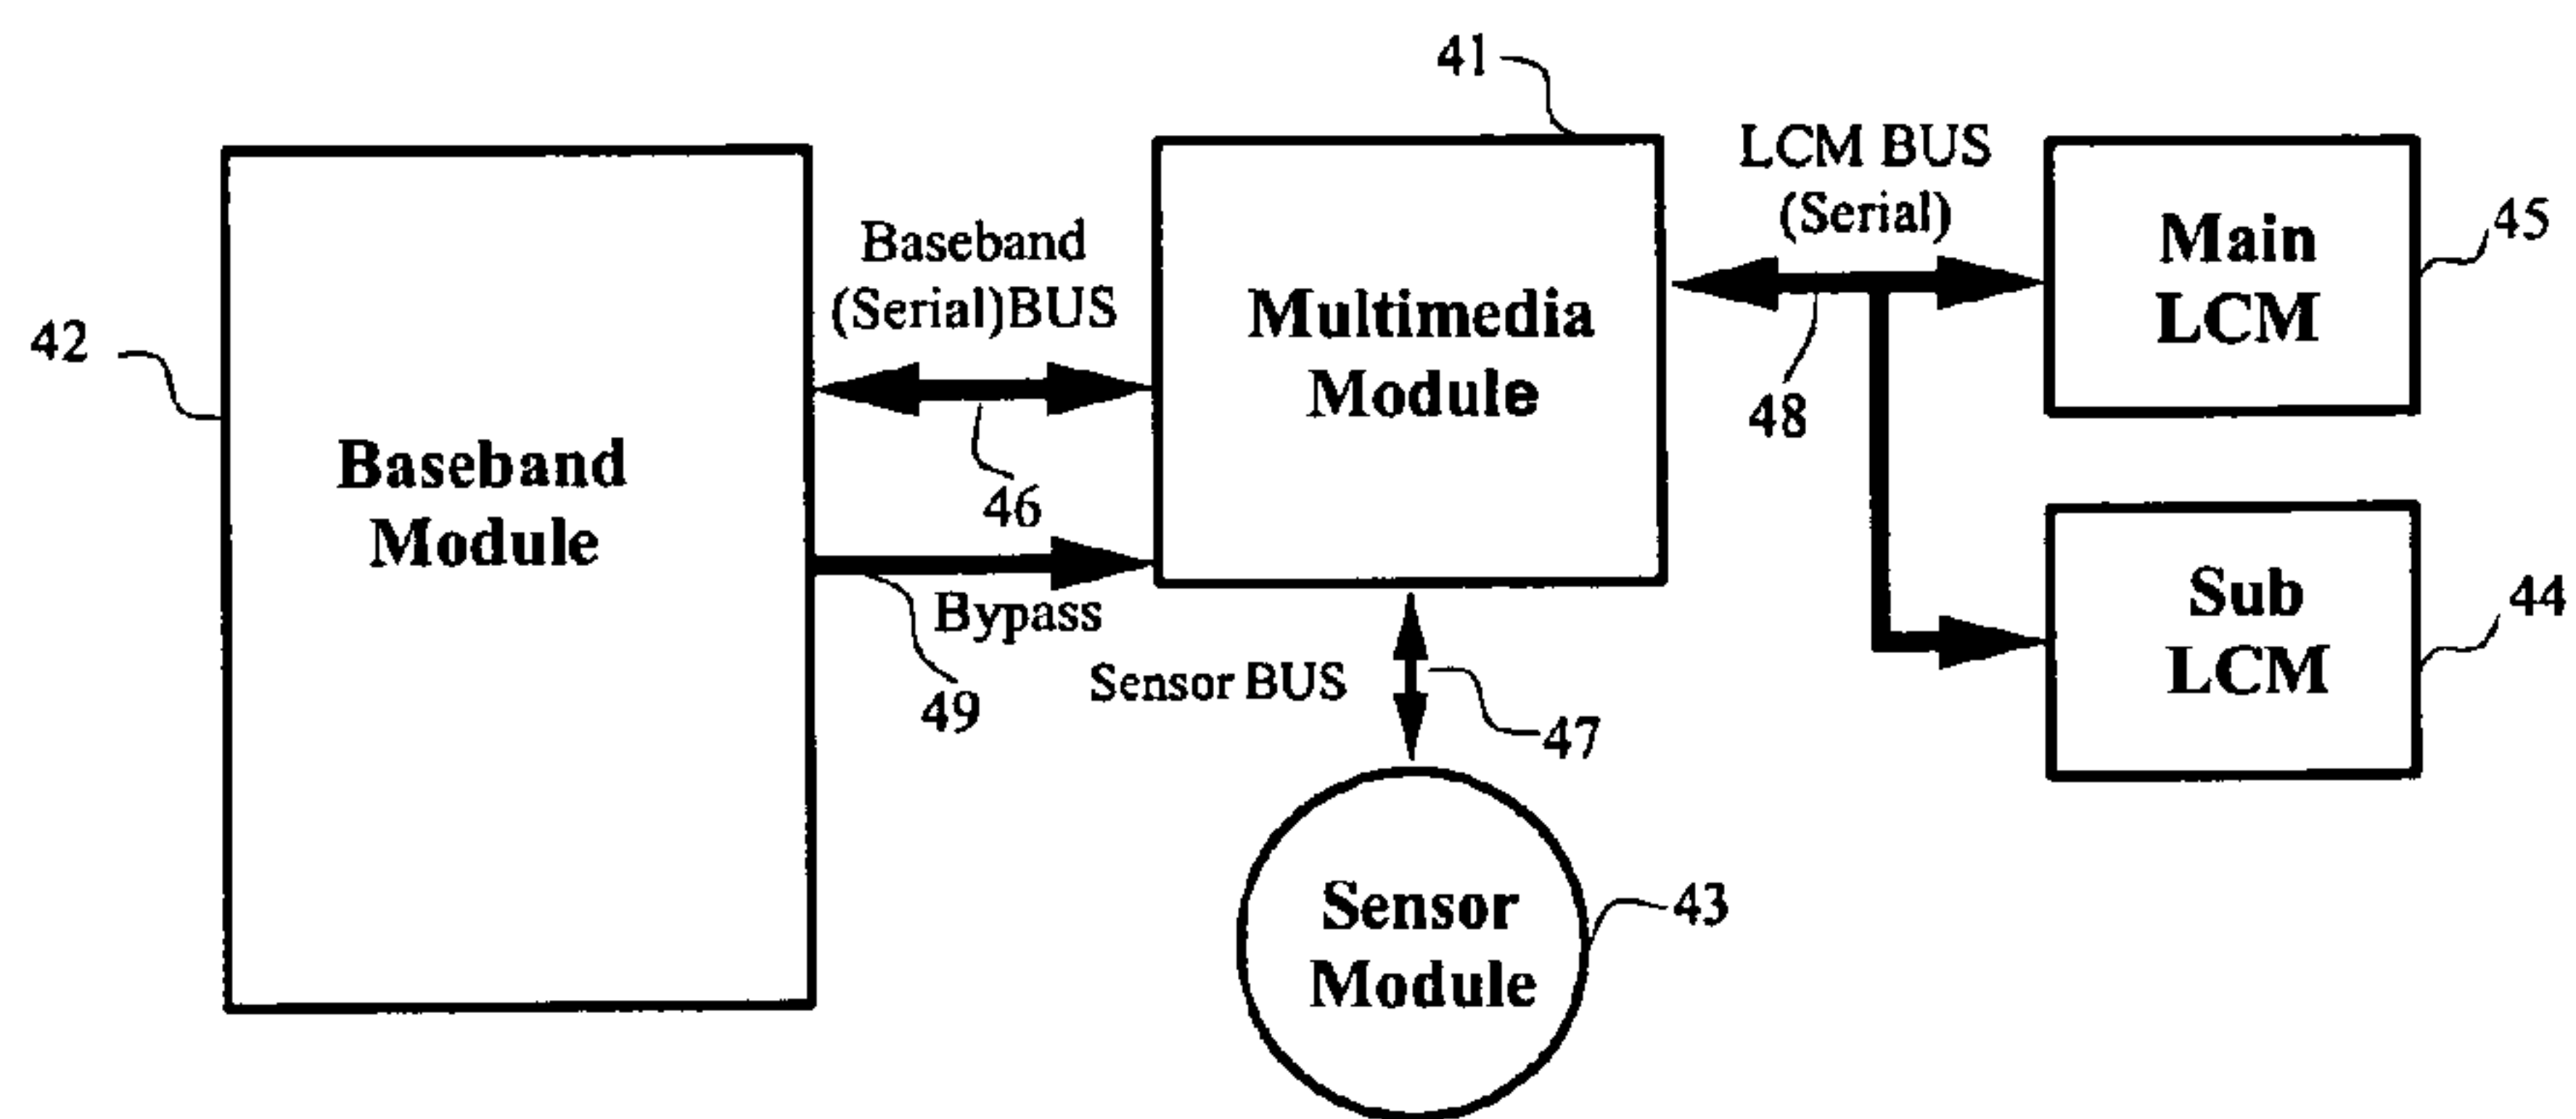 41
LCM BUS
(Serial)
Main
LCM
45
Baseband
(Serial)BUS
Multimedia
Module
42
48
Baseband
Module
46
Bypass
49
Sensor BUS
47
Sub
LCM
44
Sensor
Module
43